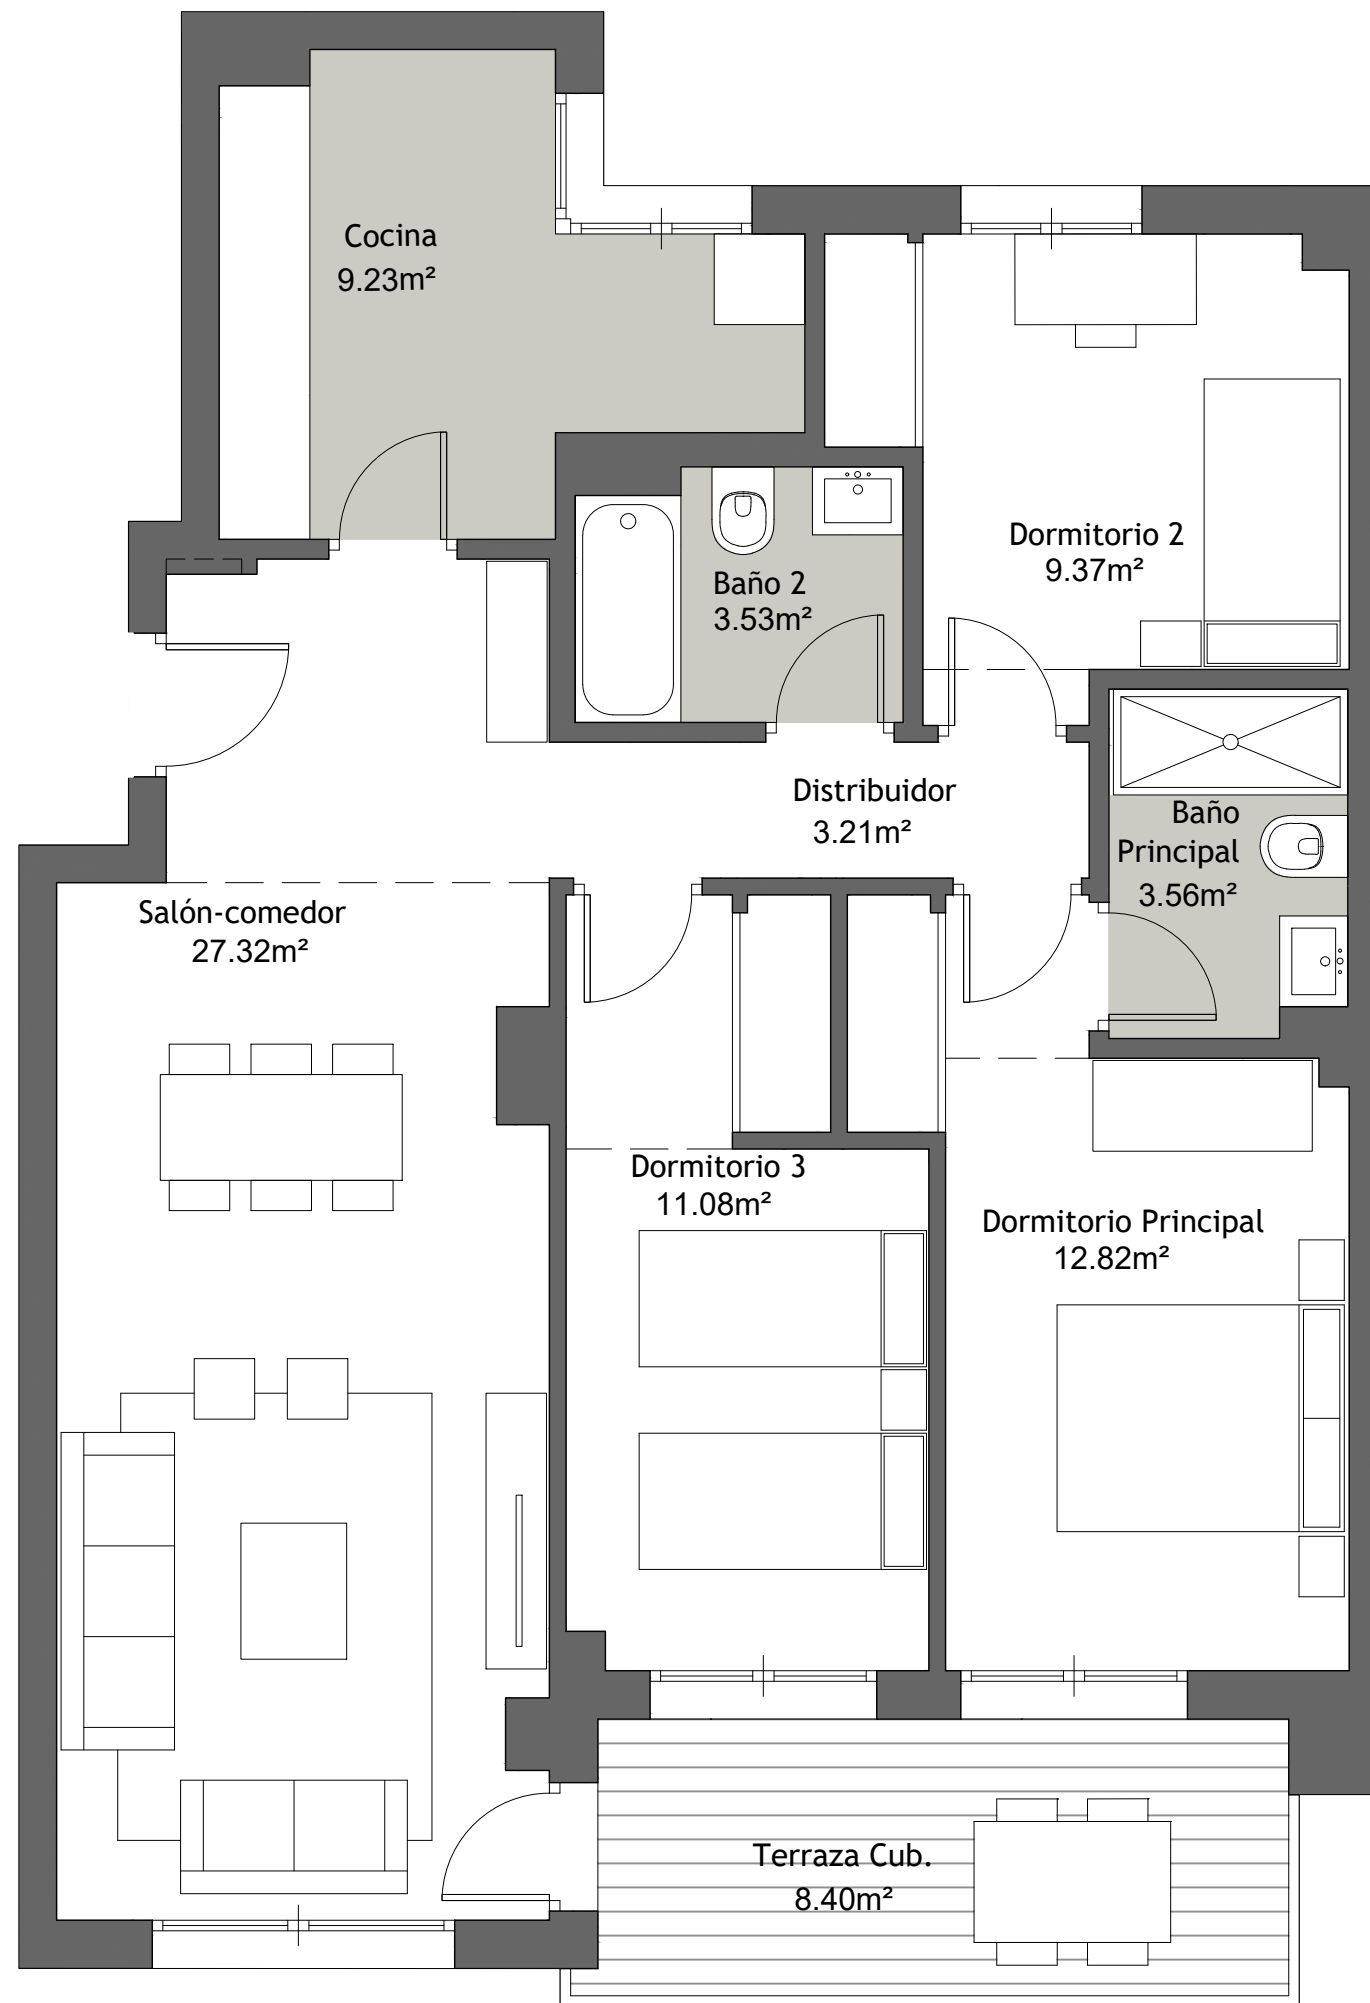 Cocina
9.23m²
Dormitorio 2
9.37m²
Baño 2
3.53m²
Distribuidor
3.21m²
Baño
Principal
3.56m²
Salón-comedor
27.32m²
Dormitorio 3
11.08m²
Dormitorio Principal
12.82m²
Terraza Cub.
8.40m²